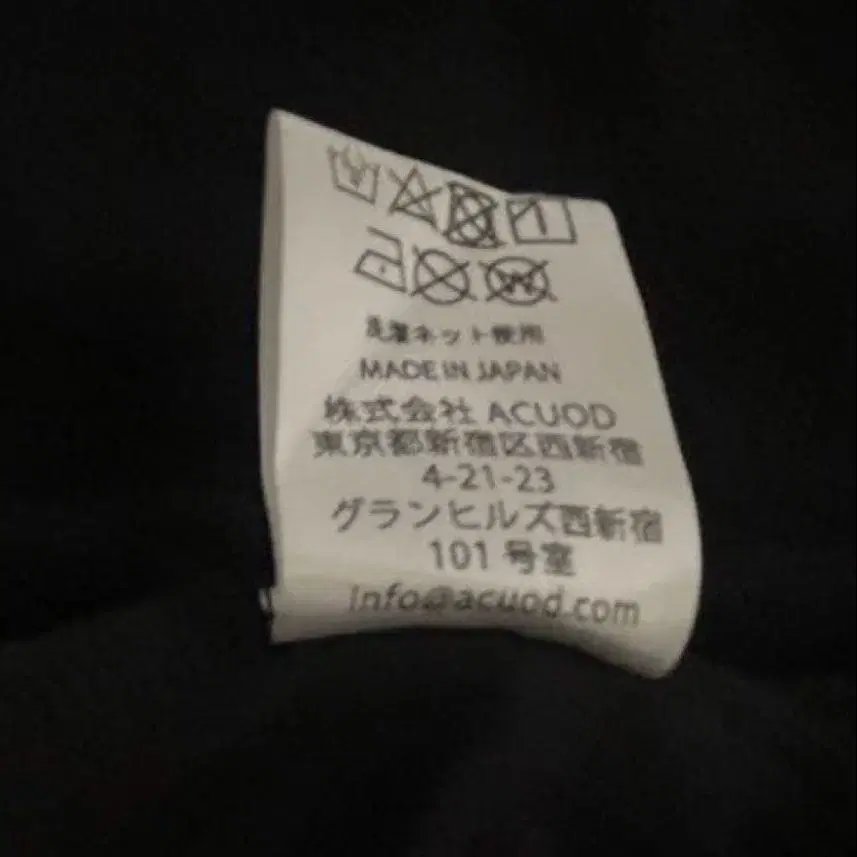 洗濯ネット使用
MADE IN JAPAN
株式会社 ACUOD
東京都新宿区西新宿
4-21-23
グランヒルズ西新宿
101 号室
info@acuod.com